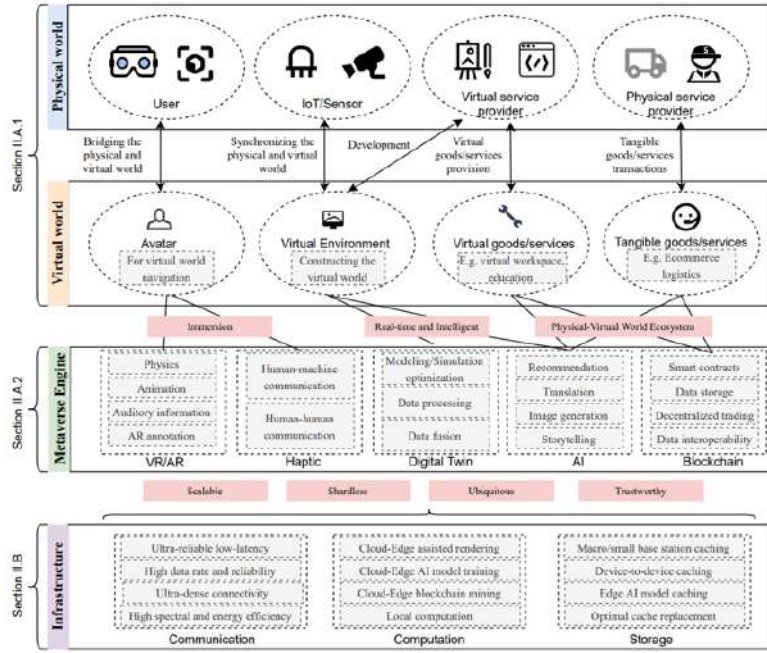 Section II.A.1
Physical world
User
IoT/Sensor
Virtual service
provider
Physical service
provider
Bridging the
physical and
virtual world
Synchronizing the
physical and virtual
world
Development
Virtual
goods/services
provision
Tangible
goods/services
transactions
Virtual world
Avatar
For virtual world
navigation
Virtual Environment
Constructing the
virtual world
Virtual goods/services
E.g. virtual workspace,
education
Tangible goods/services
E.g. Ecommerce
logistics
Immersion
Real-time and Intelligent
Physical-Virtual World Ecosystem
Section II.A.2
Metaverse Engine
Physics
Animation
Auditory information
AR annotation
VR/AR
Human-machine
communication
Human-human
communication
Haptic
Modeling/Simulation
optimization
Data processing
Data fusion
Digital Twin
Recommendation
Translation
Image generation
Storytelling
AI
Smart contracts
Data storage
Decentralized trading
Data interoperability
Blockchain
Scalable
Shardless
Ubiquitous
Trustworthy
Section II.B
Infrastructure
Ultra-reliable low-latency
High data rate and reliability
Ultra-dense connectivity
High spectral and energy efficiency
Communication
Cloud-Edge assisted rendering
Cloud-Edge AI model training
Cloud-Edge blockchain mining
Local computation
Computation
Macro/small base station caching
Device-to-device caching
Edge AI model caching
Optimal cache replacement
Storage